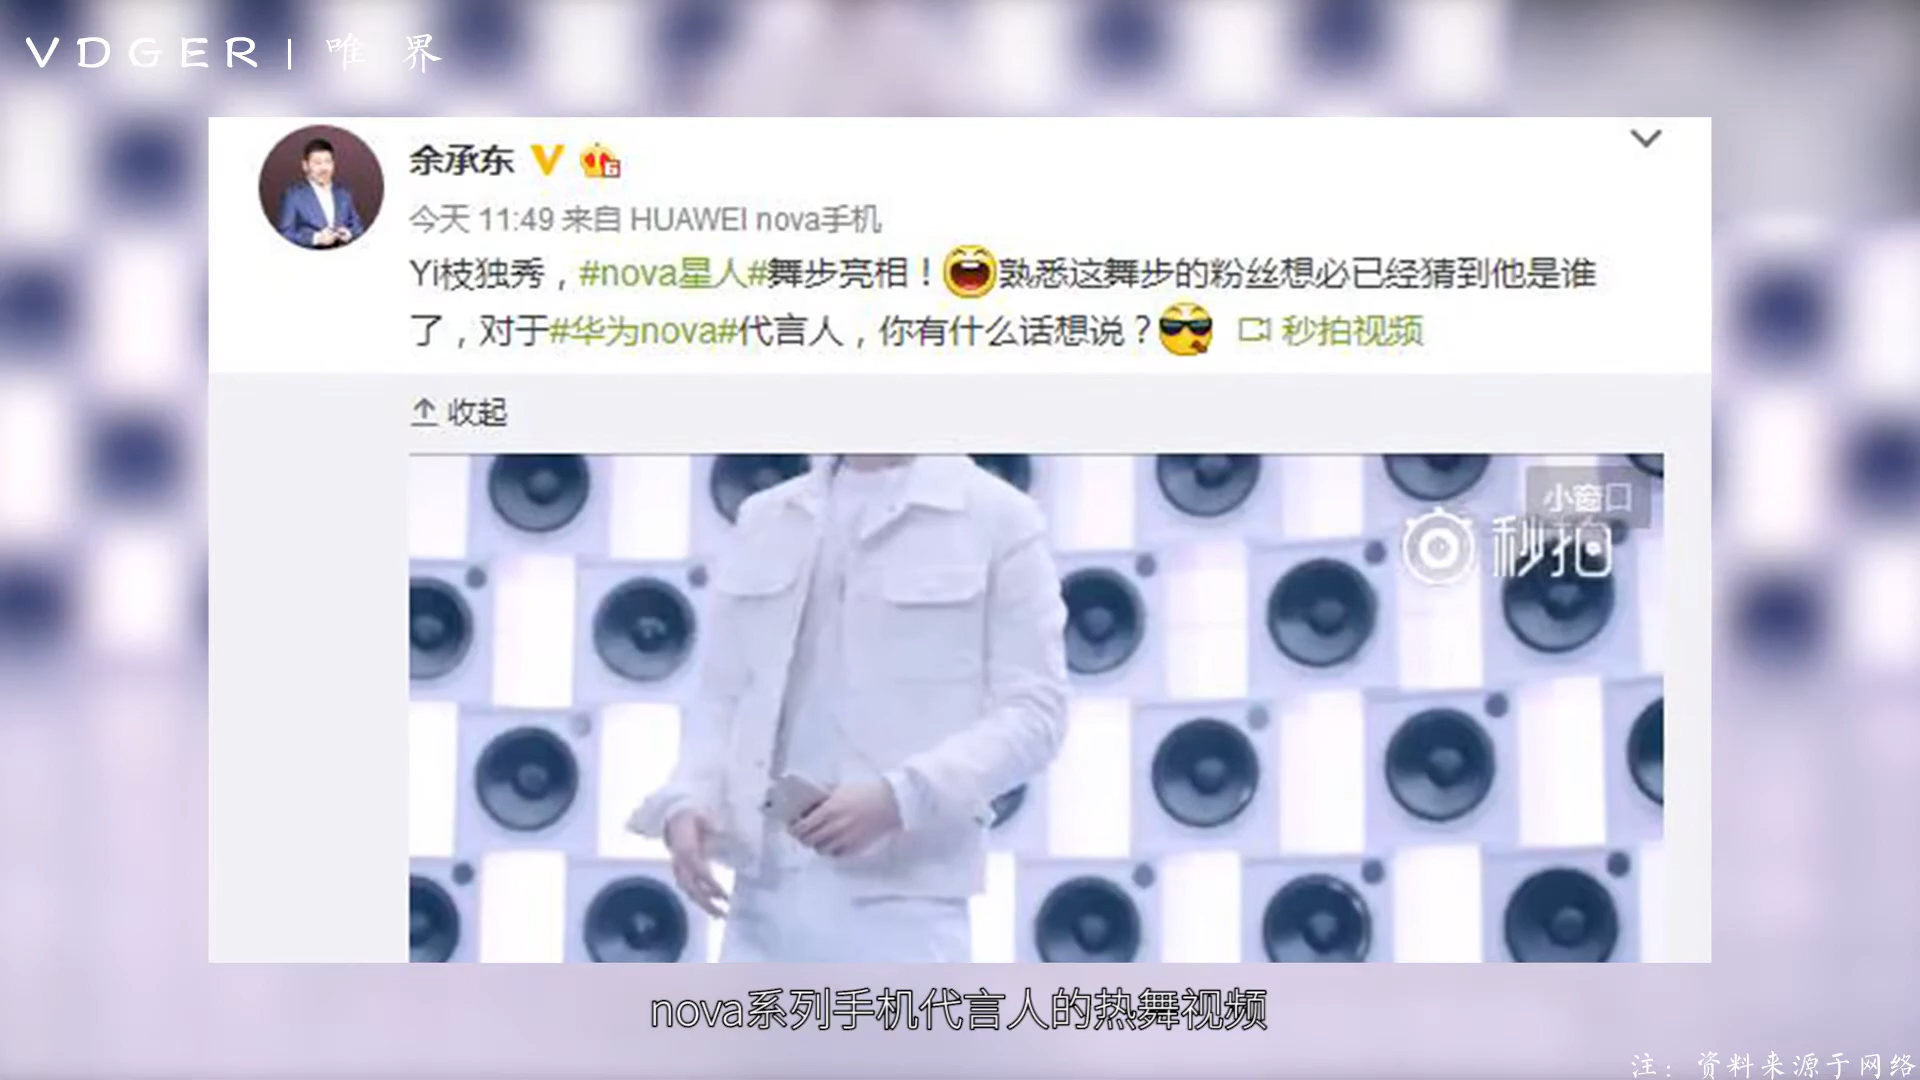 VDGER | 唯 界
余承东
今天 11:49 来自 HUAWEI nova手机
Yi枝独秀，#nova星人#舞步亮相！熟悉这舞步的粉丝想必已经猜到他是谁
了，对于#华为nova#代言人，你有什么话想说？ 秒拍视频
收起
小窗口
秒拍
nova系列手机代言人的热舞视频
注：资料来源于网络